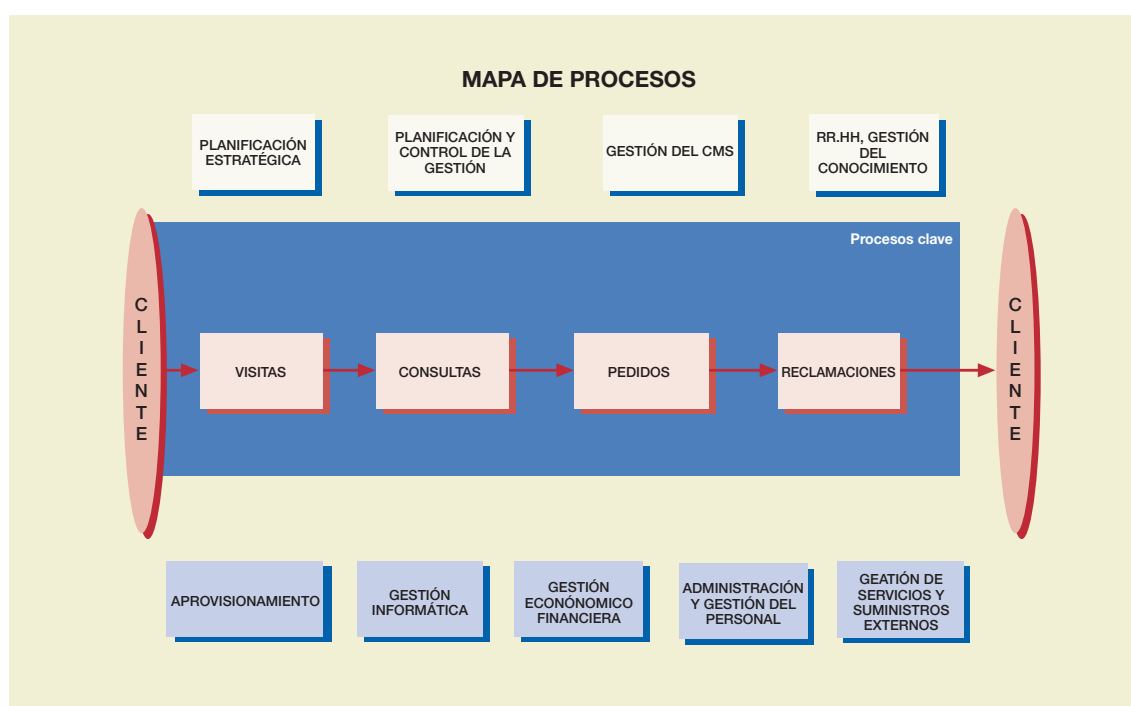 MAPA DE PROCESOS
PLANIFICACIÓN
ESTRATÉGICA
PLANIFICACIÓN Y
CONTROL DE LA
GESTIÓN
GESTIÓN DEL CMS
RR.HH, GESTIÓN
DEL
CONOCIMIENTO
Procesos clave
C
L
I
E
N
T
E
VISITAS
CONSULTAS
PEDIDOS
RECLAMACIONES
C
L
I
E
N
T
E
APROVISIONAMIENTO
GESTIÓN
INFORMÁTICA
GESTIÓN
ECONÓNOMICO
FINANCIERA
ADMINISTRACIÓN
Y GESTIÓN DEL
PERSONAL
GEATIÓN DE
SERVICIOS Y
SUMINISTROS
EXTERNOS